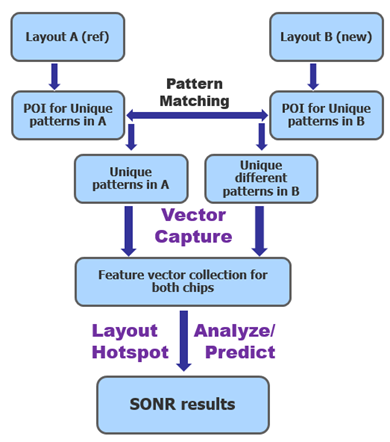 Layout A (ref)
Layout B (new)
Pattern
Matching
POI for Unique
patterns in A
POI for Unique
patterns in B
Unique
patterns in A
Unique
different
patterns in B
Vector
Capture
Feature vector collection for
both chips
Layout
Hotspot
Analyze/
Predict
SONR results